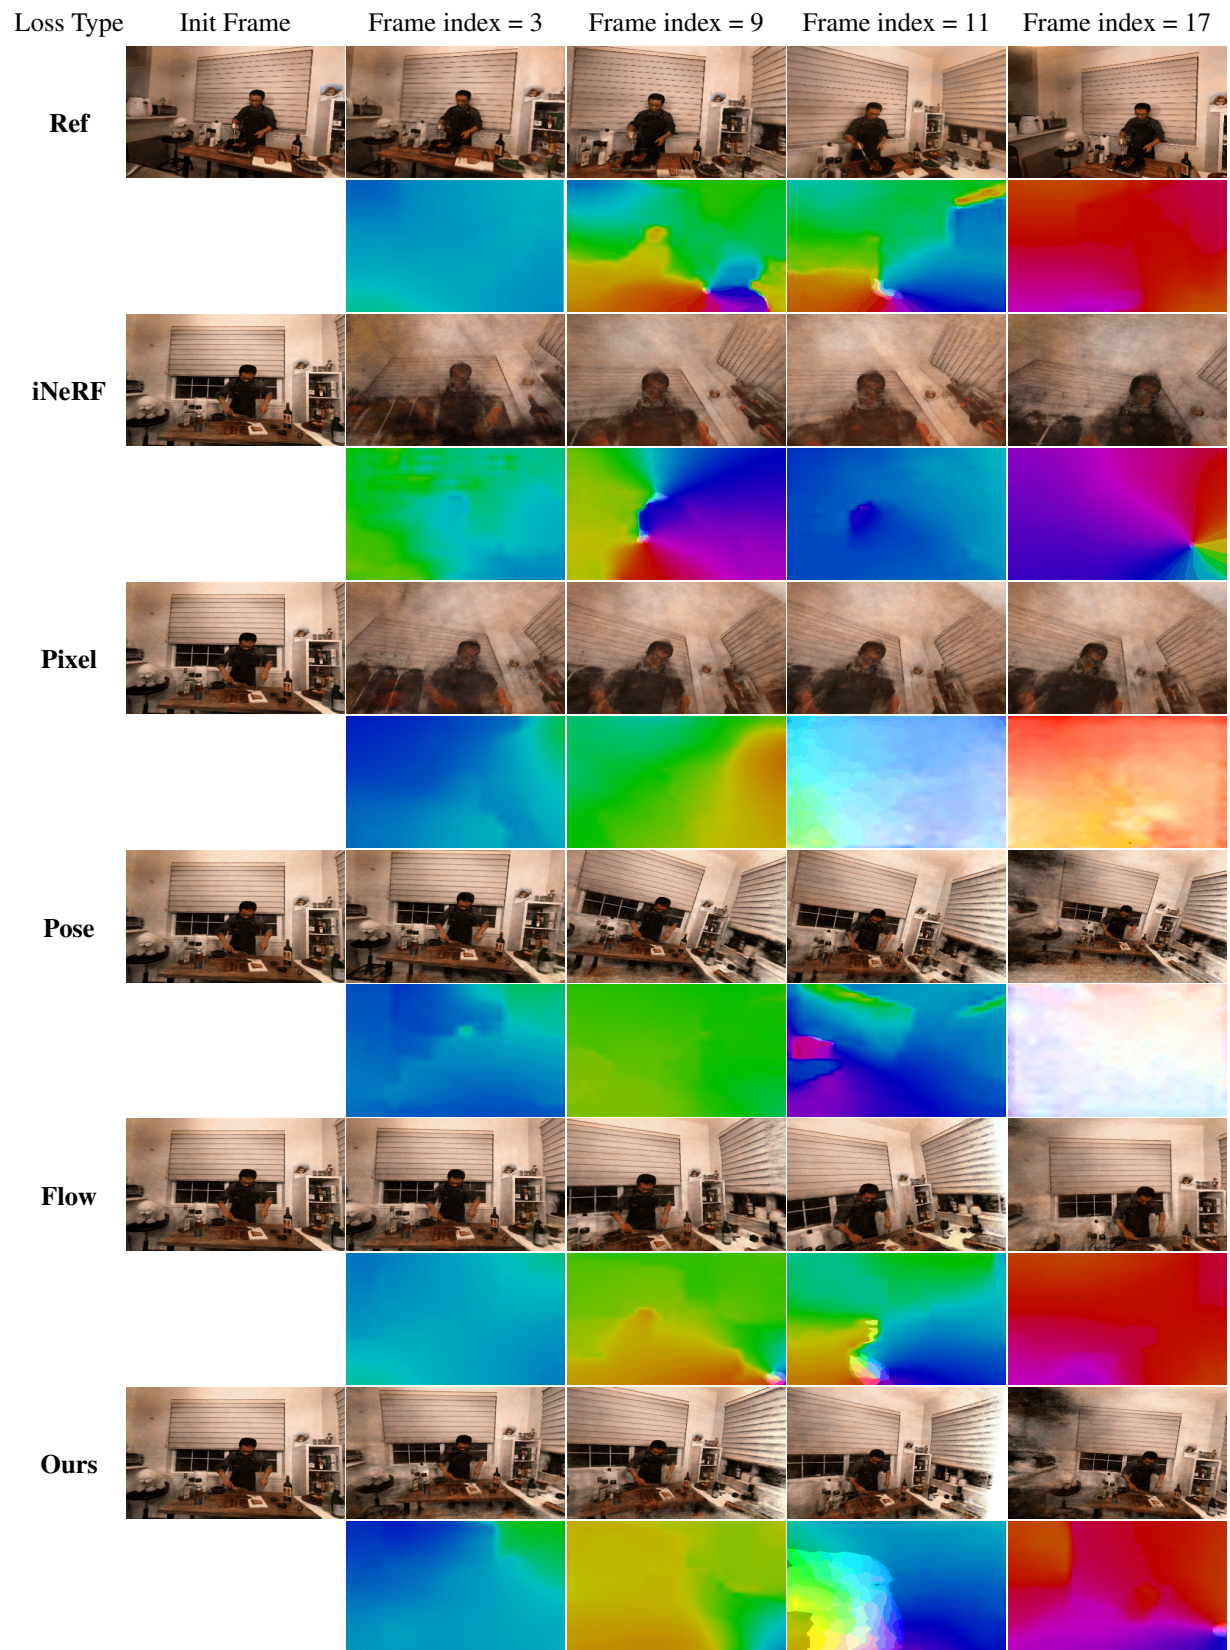 Loss Type Init Frame Frame index = 3 Frame index = 9 Frame index = 11 Frame index = 17
Ref
iNeRF
Pixel
Pose
Flow
Ours